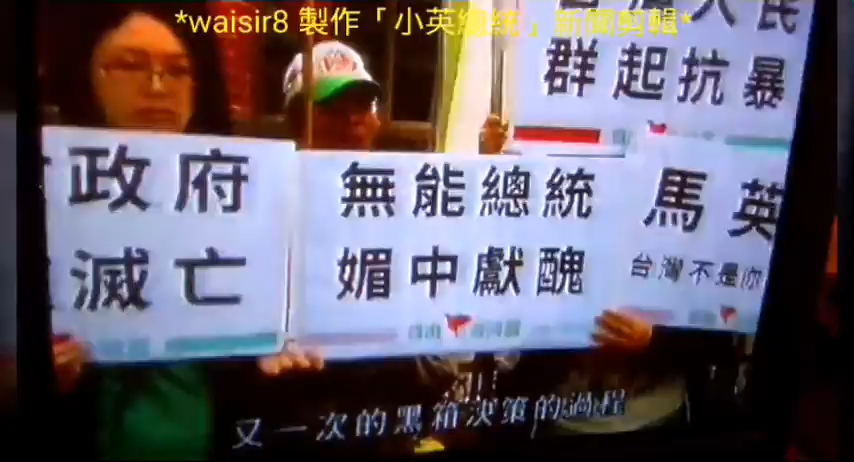 *waisir8 製作「小英總統」新聞剪輯*
人民
群起抗暴
政府
滅亡
無能總統
媚中獻醜
馬英
台灣不是你
又一次的黑箱決策的過程